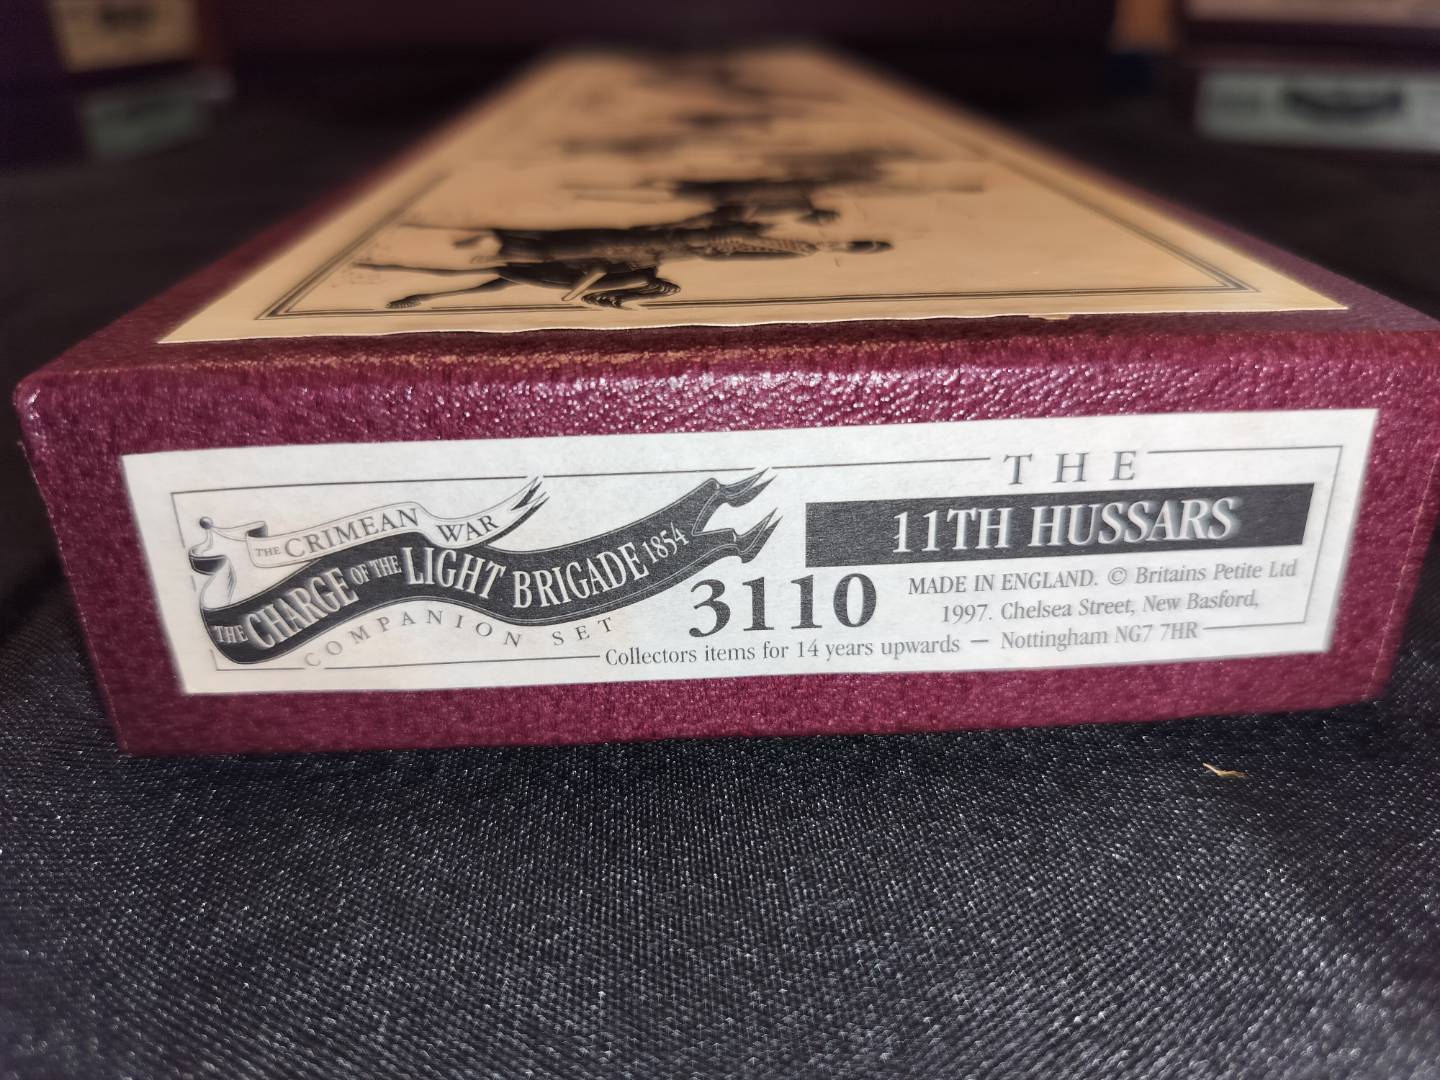 THE CRIMEAN WAR
THE CHARGE OF THE LIGHT BRIGADE 1854
COMPANION SET
3110
Collectors items for 14 years upwards
THE
11TH HUSSARS
MADE IN ENGLAND. © Britains Petite Ltd
1997. Chelsea Street, New Basford,
Nottingham NG7 7HR